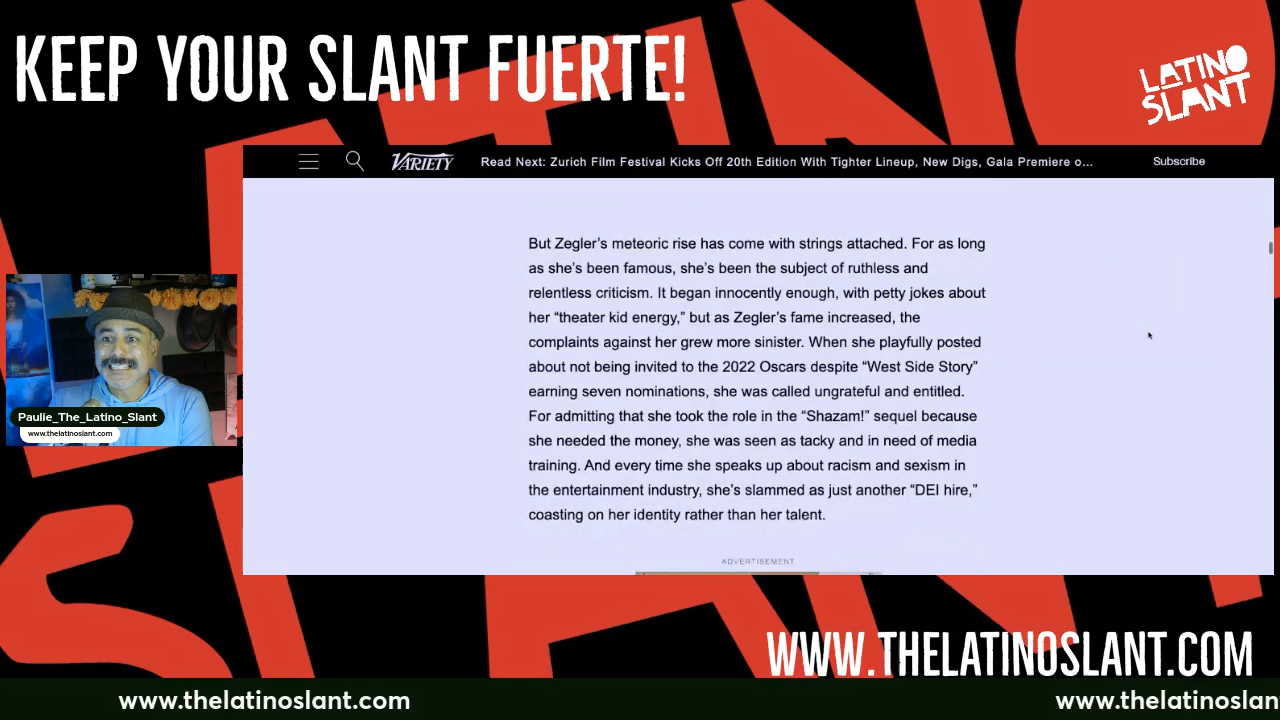 KEEP YOUR SLANT FUERTE!
LATINO
SLANT
VARIETY
Read Next: Zurich Film Festival Kicks Off 20th Edition With Tighter Lineup, New Digs, Gala Premiere o...
Subscribe
But Zegler’s meteoric rise has come with strings attached. For as long
as she’s been famous, she’s been the subject of ruthless and
relentless criticism. It began innocently enough, with petty jokes about
her “theater kid energy,” but as Zegler’s fame increased, the
complaints against her grew more sinister. When she playfully posted
about not being invited to the 2022 Oscars despite “West Side Story”
earning seven nominations, she was called ungrateful and entitled.
For admitting that she took the role in the “Shazam!” sequel because
she needed the money, she was seen as tacky and in need of media
training. And every time she speaks up about racism and sexism in
the entertainment industry, she’s slammed as just another “DEI hire,”
coasting on her identity rather than her talent.
ADVERTISEMENT
Paulie_The_Latino_Slant
www.thelatinoslant.com
WWW.THELATINOSLANT.COM
www.thelatinoslant.com
www.thelatinoslan